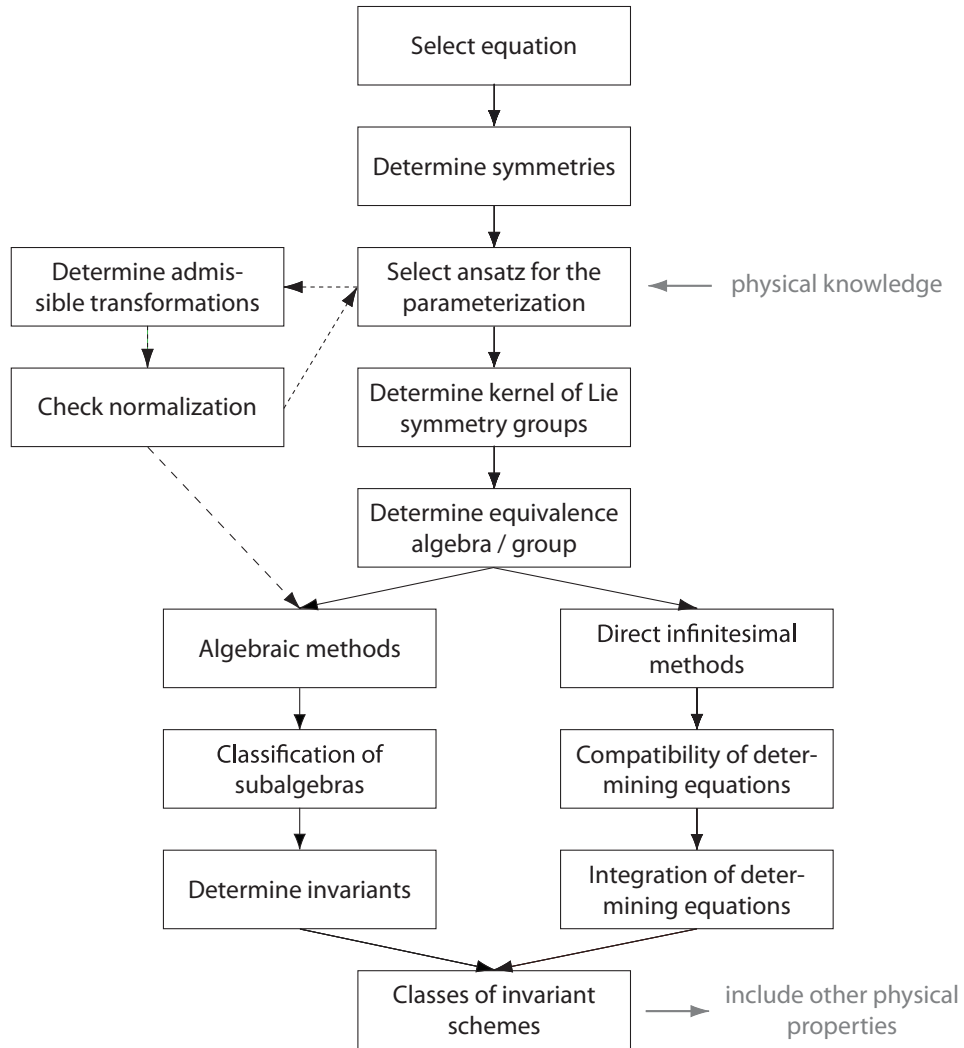 Select equation
Determine symmetries
Determine admis-
sible transformations
Select ansatz for the
parameterization
physical knowledge
Check normalization
Determine kernel of Lie
symmetry groups
Determine equivalence
algebra / group
Algebraic methods
Direct infinitesimal
methods
Classification of
subalgebras
Compatibility of deter-
mining equations
Determine invariants
Integration of deter-
mining equations
Classes of invariant
schemes
include other physical
properties